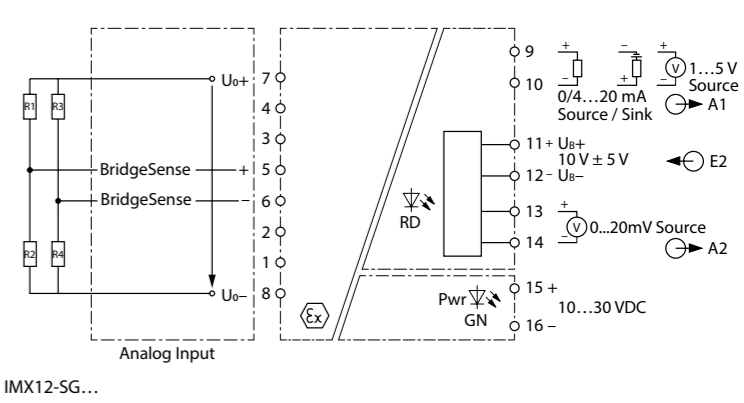 U0+
7
4
3
BridgeSense + 5
BridgeSense – 6
2
1
U0– 8
R1
R3
R2
R4
Analog Input
Ex
RD
Pwr
GN
9
10
+ – +
– + –
V
1…5 V
Source
0/4…20 mA
Source / Sink
A1
11 + UB+
10 V ± 5 V
12 – UB–
E2
13
14
+
–
V
0...20mV Source
A2
15 +
10…30 VDC
16 –
IMX12-SG…